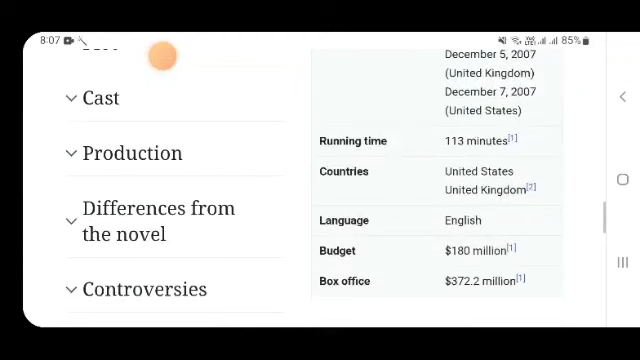 8:07
85%
Cast
Production
Differences from
the novel
Controversies
December 5, 2007
(United Kingdom)
December 7, 2007
(United States)
Running time 113 minutes[1]
Countries United States
United Kingdom[2]
Language English
Budget $180 million[1]
Box office $372.2 million[1]